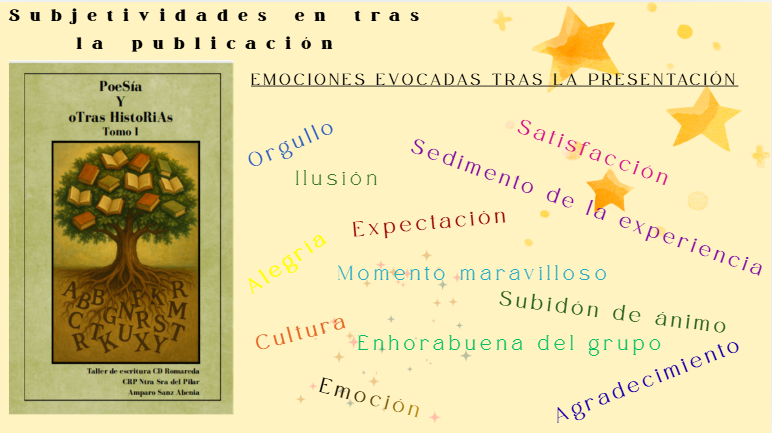 Subjetividades en tras
la publicación
PoeSía
Y
oTras HistoRiAs
Tomo I
A B B G N F K R
C R T K U R S M
X Y T
Taller de escritura CD Romareda
CRP Ntra Sra del Pilar
Amparo Sanz Abenia
EMOCIONES EVOCADAS TRAS LA PRESENTACIÓN
Orgullo
Satisfacción
Ilusión
Sedimento de la experiencia
Expectación
Alegría
Momento maravilloso
Subidón de ánimo
Cultura
Enhorabuena del grupo
Agradecimiento
Emoción